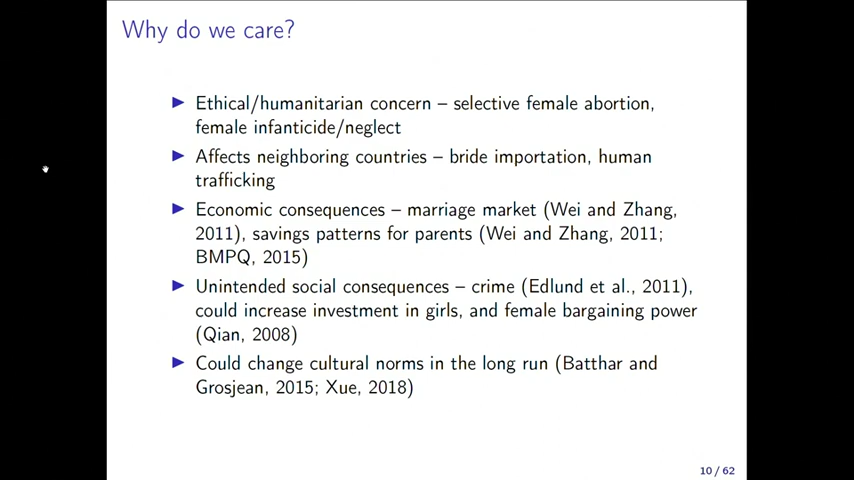 Why do we care?
Ethical/humanitarian concern – selective female abortion,
female infanticide/neglect
Affects neighboring countries – bride importation, human
trafficking
Economic consequences – marriage market (Wei and Zhang,
2011), savings patterns for parents (Wei and Zhang, 2011;
BMPQ, 2015)
Unintended social consequences – crime (Edlund et al., 2011),
could increase investment in girls, and female bargaining power
(Qian, 2008)
Could change cultural norms in the long run (Batthar and
Grosjean, 2015; Xue, 2018)
10 / 62